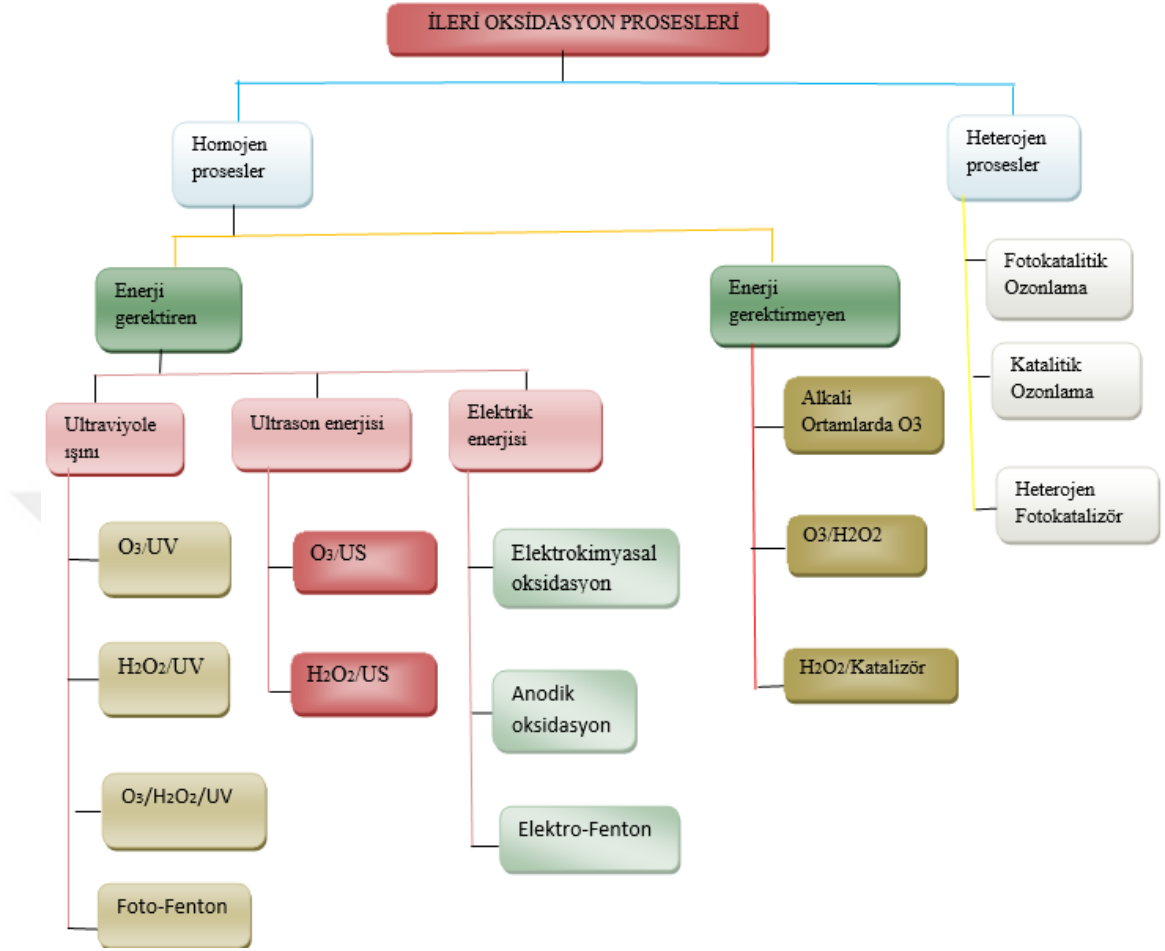 İLERİ OKSİDASYON PROSESLERİ
Homojen
prosesler
Heterojen
prosesler
Enerji
gerektiren
Enerji
gerektirmeyen
Fotokatalitik
Ozonlama
Katalitik
Ozonlama
Heterojen
Fotokatalizör
Ultraviyole
ışını
Ultrason enerjisi
Elektrik
enerjisi
Alkali
Ortamlarda O3
O3/H2O2
H2O2/Katalizör
O3/UV
H2O2/UV
O3/H2O2/UV
Foto-Fenton
O3/US
H2O2/US
Elektrokimyasal
oksidasyon
Anodik
oksidasyon
Elektro-Fenton